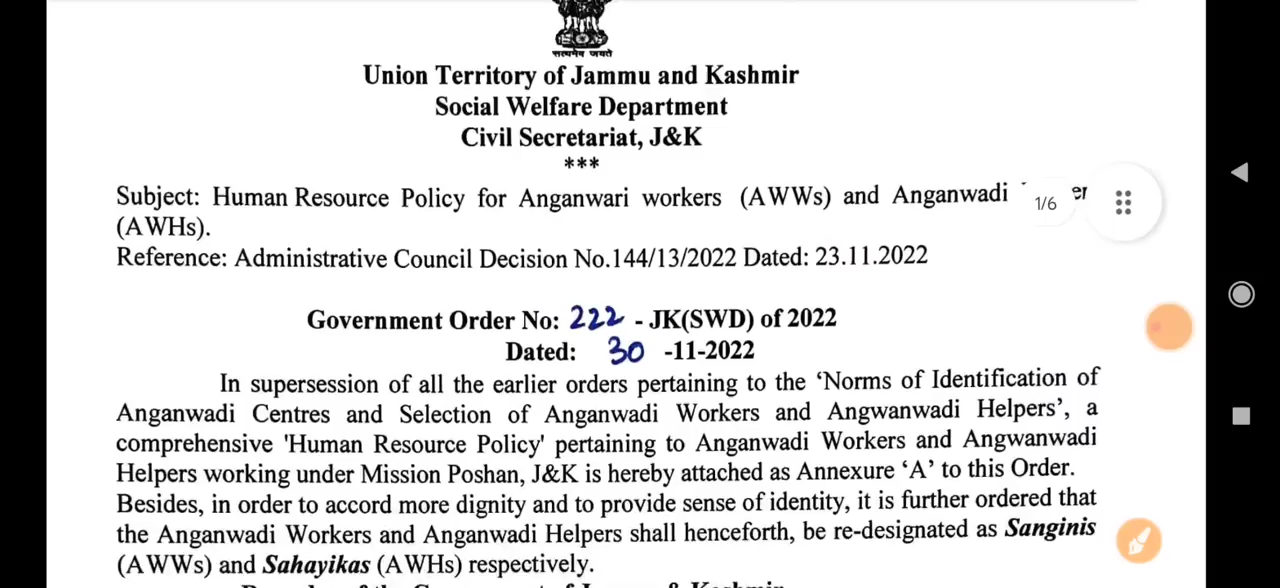 सत्यमेव जयते
Union Territory of Jammu and Kashmir
Social Welfare Department
Civil Secretariat, J&K
***
Subject: Human Resource Policy for Anganwari workers (AWWs) and Anganwadi er
(AWHs).
1/6
Reference: Administrative Council Decision No.144/13/2022 Dated: 23.11.2022
Government Order No: 222 - JK(SWD) of 2022
Dated: 30 -11-2022
In supersession of all the earlier orders pertaining to the ‘Norms of Identification of
Anganwadi Centres and Selection of Anganwadi Workers and Angwanwadi Helpers’, a
comprehensive 'Human Resource Policy' pertaining to Anganwadi Workers and Angwanwadi
Helpers working under Mission Poshan, J&K is hereby attached as Annexure ‘A’ to this Order.
Besides, in order to accord more dignity and to provide sense of identity, it is further ordered that
the Anganwadi Workers and Anganwadi Helpers shall henceforth, be re-designated as Sanginis
(AWWs) and Sahayikas (AWHs) respectively.